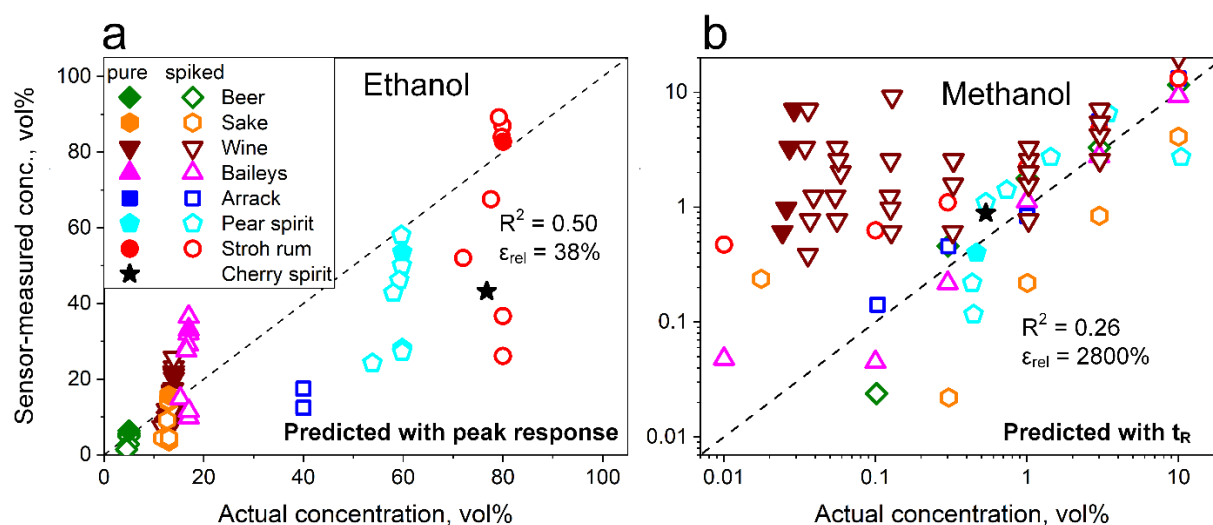 a
Sensor-measured conc., vol%
100
80
60
40
20
0
pure spiked
Beer
Sake
Wine
Baileys
Arrack
Pear spirit
Stroh rum
Cherry spirit
Ethanol
R² = 0.50
εrel = 38%
Predicted with peak response
0 20 40 60 80 100
Actual concentration, vol%
b
10
1
0.1
0.01
Methanol
R² = 0.26
εrel = 2800%
Predicted with tR
0.01 0.1 1 10
Actual concentration, vol%